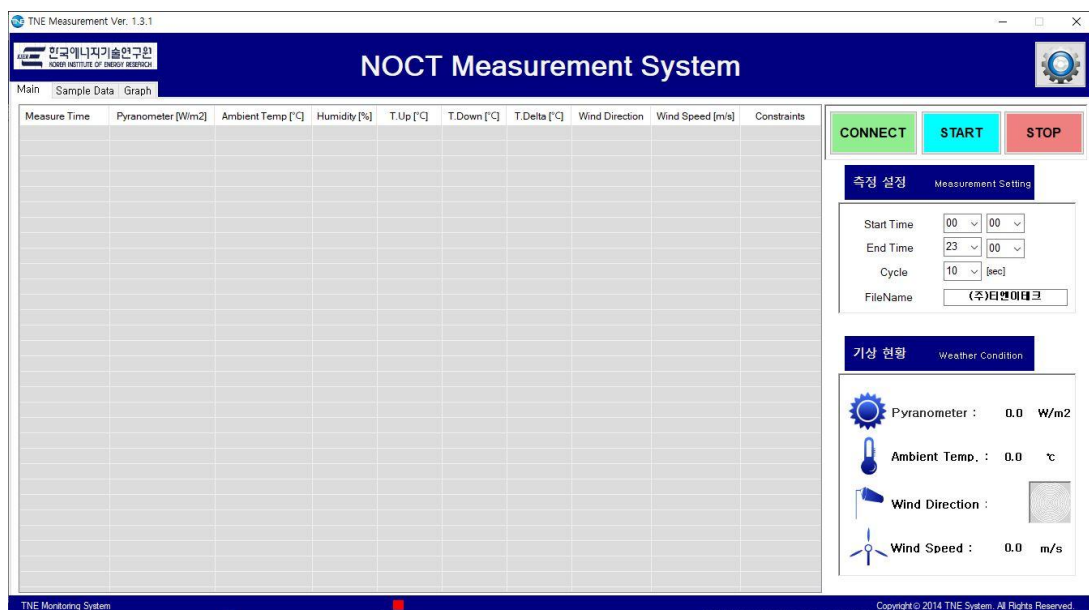 TNE Measurement Ver. 1.3.1
한국에너지기술연구원
KOREA INSTITUTE OF ENERGY RESEARCH
NOCT Measurement System
Main Sample Data Graph
Measure Time Pyranometer [W/m2] Ambient Temp [°C] Humidity [%] T.Up [°C] T.Down [°C] T.Delta [°C] Wind Direction Wind Speed [m/s] Constraints
CONNECT START STOP
측정 설정 Measurement Setting
Start Time 00 00
End Time 23 00
Cycle 10 [sec]
FileName (주)티엔이테크
기상 현황 Weather Condition
Pyranometer : 0.0 W/m2
Ambient Temp. : 0.0 ℃
Wind Direction :
Wind Speed : 0.0 m/s
TNE Monitoring System
Copyright© 2014 TNE System. All Rights Reserved.